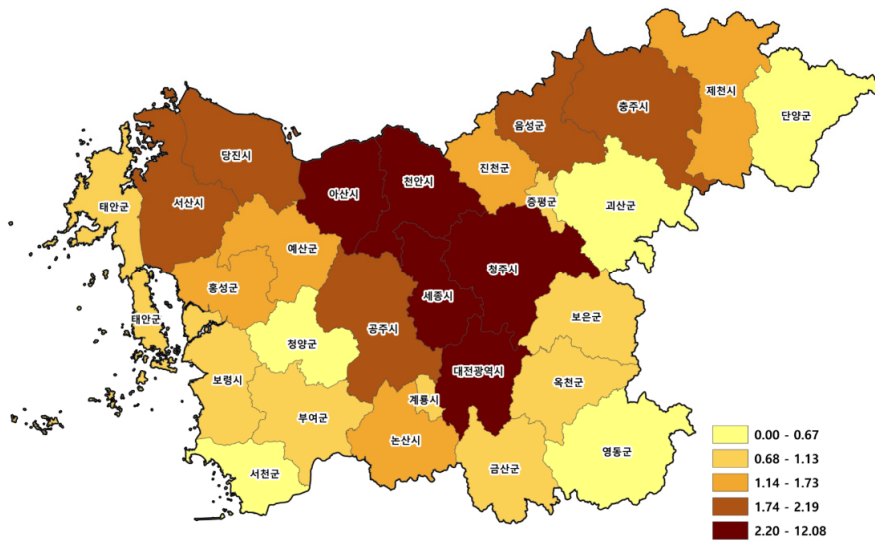 제천시
충주시
단양군
음성군
당진시
진천군
천안시
아산시
증평군
서산시
태안군
괴산군
예산군
청주시
홍성군
세종시
보은군
태안군
공주시
청양군
대전광역시
보령시
옥천군
계룡시
부여군
논산시
영동군
서천군
금산군
0.00 - 0.67
0.68 - 1.13
1.14 - 1.73
1.74 - 2.19
2.20 - 12.08